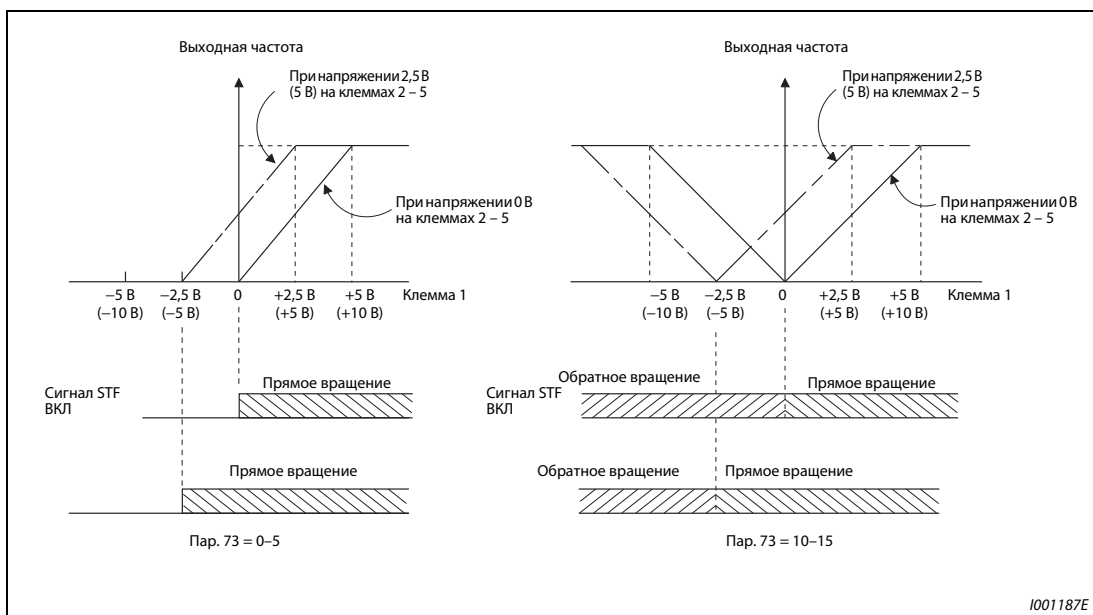 Выходная частота
При напряжении 2,5 В
(5 В) на клеммах 2 – 5
При напряжении 0 В
на клеммах 2 – 5
–5 В
(–10 В)
–2,5 В
(–5 В)
0
+2,5 В
(+5 В)
+5 В
(+10 В)
Клемма 1
Сигнал STF
ВКЛ
Прямое вращение
Прямое вращение
Пар. 73 = 0–5
Выходная частота
При напряжении 2,5 В
(5 В) на клеммах 2 – 5
При напряжении 0 В
на клеммах 2 – 5
–5 В
(–10 В)
–2,5 В
(–5 В)
0
+2,5 В
(+5 В)
+5 В
(+10 В)
Клемма 1
Сигнал STF
ВКЛ
Обратное вращение
Прямое вращение
Обратное вращение
Прямое вращение
Пар. 73 = 10–15
I001187E